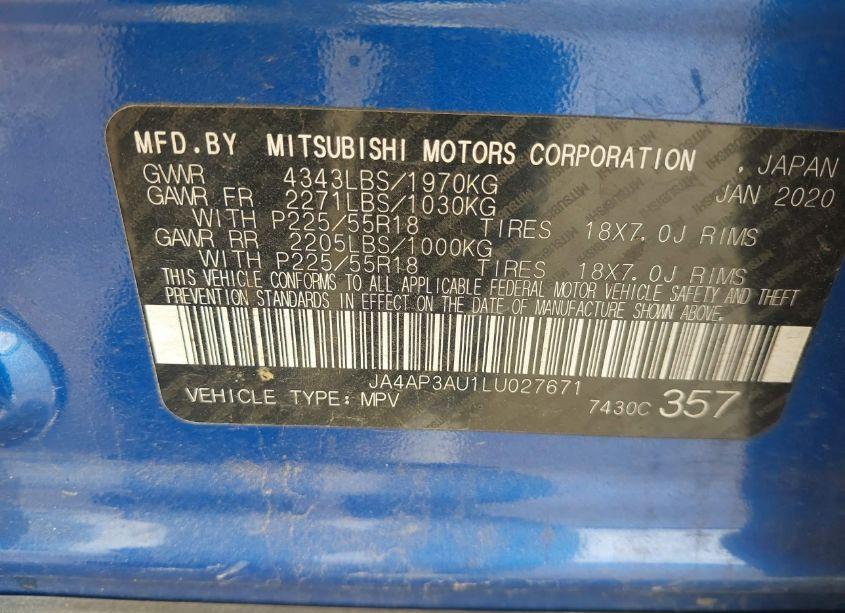 MFD.BY MITSUBISHI MOTORS CORPORATION , JAPAN
GVWR 4343LBS/1970KG JAN 2020
GAWR FR 2271LBS/1030KG
WITH P225/55R18 TIRES 18X7.0J RIMS
GAWR RR 2205LBS/1000KG
WITH P225/55R18 TIRES 18X7.0J RIMS
THIS VEHICLE CONFORMS TO ALL APPLICABLE FEDERAL MOTOR VEHICLE SAFETY AND THEFT
PREVENTION STANDARDS IN EFFECT ON THE DATE OF MANUFACTURE SHOWN ABOVE.
JA4AP3AU1LU027671
VEHICLE TYPE: MPV 7430C 357